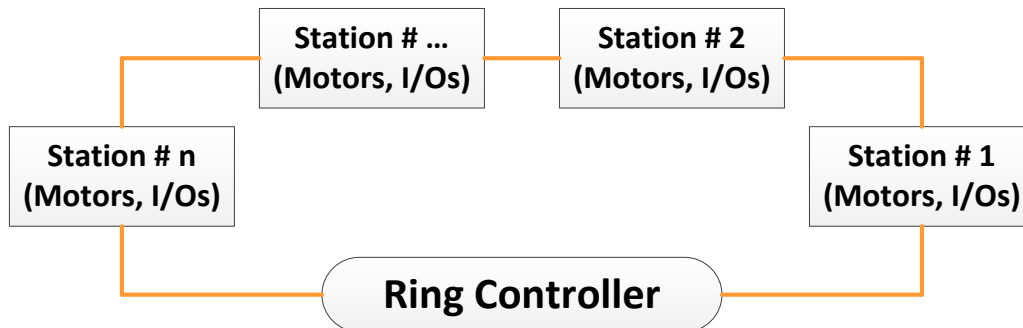 Station # ...
(Motors, I/Os)
Station # 2
(Motors, I/Os)
Station # n
(Motors, I/Os)
Station # 1
(Motors, I/Os)
Ring Controller